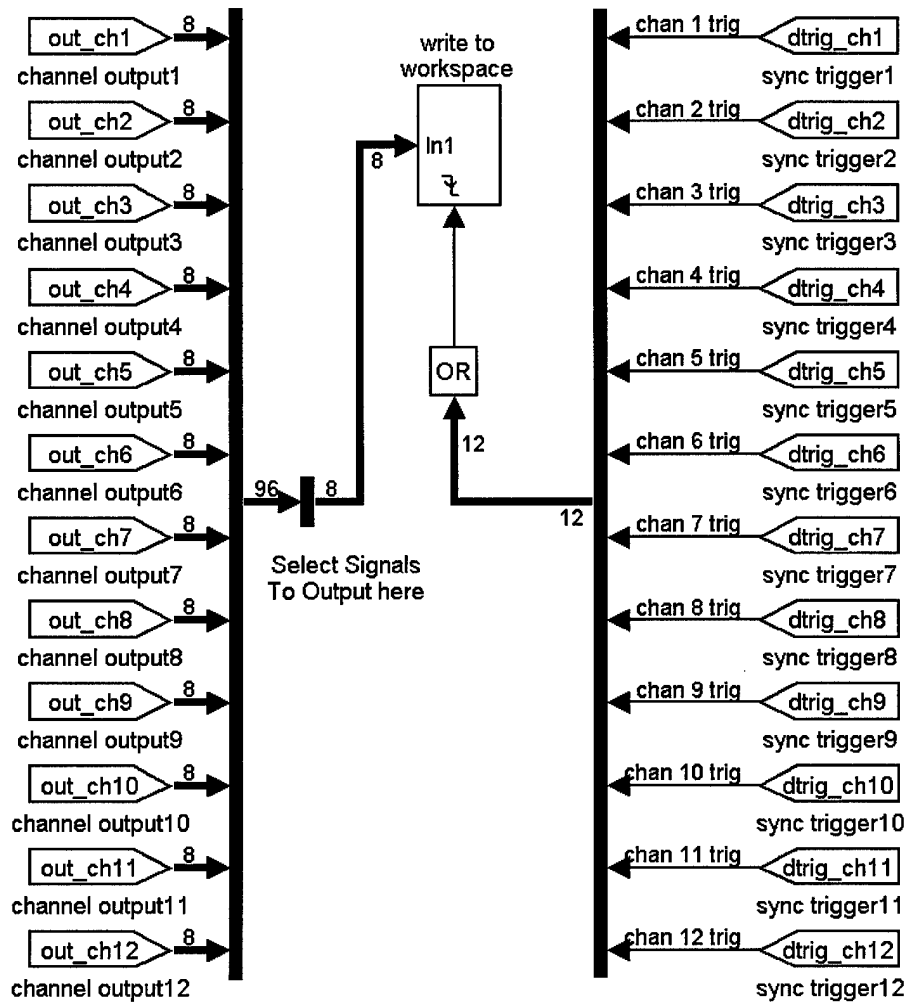 out_ch1
8
channel output1
out_ch2
8
channel output2
out_ch3
8
channel output3
out_ch4
8
channel output4
out_ch5
8
channel output5
out_ch6
8
channel output6
out_ch7
8
channel output7
out_ch8
8
channel output8
out_ch9
8
channel output9
out_ch10
8
channel output10
out_ch11
8
channel output11
out_ch12
8
channel output12
96
8
Select Signals
To Output here
write to
workspace
8
In1
OR
12
12
chan 1 trig
dtrig_ch1
sync trigger1
chan 2 trig
dtrig_ch2
sync trigger2
chan 3 trig
dtrig_ch3
sync trigger3
chan 4 trig
dtrig_ch4
sync trigger4
chan 5 trig
dtrig_ch5
sync trigger5
chan 6 trig
dtrig_ch6
sync trigger6
chan 7 trig
dtrig_ch7
sync trigger7
chan 8 trig
dtrig_ch8
sync trigger8
chan 9 trig
dtrig_ch9
sync trigger9
chan 10 trig
dtrig_ch10
sync trigger10
chan 11 trig
dtrig_ch11
sync trigger11
chan 12 trig
dtrig_ch12
sync trigger12